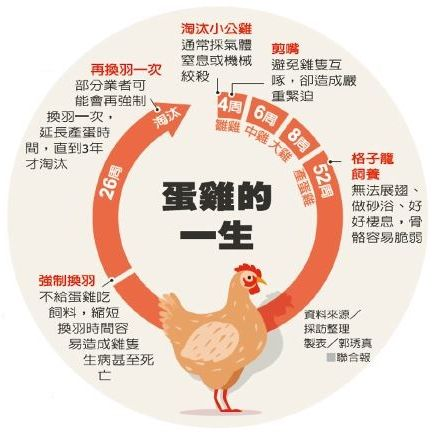 淘汰小公雞
通常採氣體
窒息或機械
絞殺
剪嘴
避免雞隻互
啄，卻造成嚴
重緊迫
再換羽一次
部分業者可
能會再強制
換羽一次，
延長產蛋時
間，直到3年
才淘汰
4周
雛雞
6周
中雞
8周
大雞
52周
產蛋雞
格子籠
飼養
無法展翅、
做砂浴、好
好棲息，骨
骼容易脆弱
淘汰
26周
蛋雞的
一生
強制換羽
不給蛋雞吃
飼料，縮短
換羽時間容
易造成雞隻
生病甚至死
亡
資料來源／
採訪整理
製表／郭琇真
■聯合報